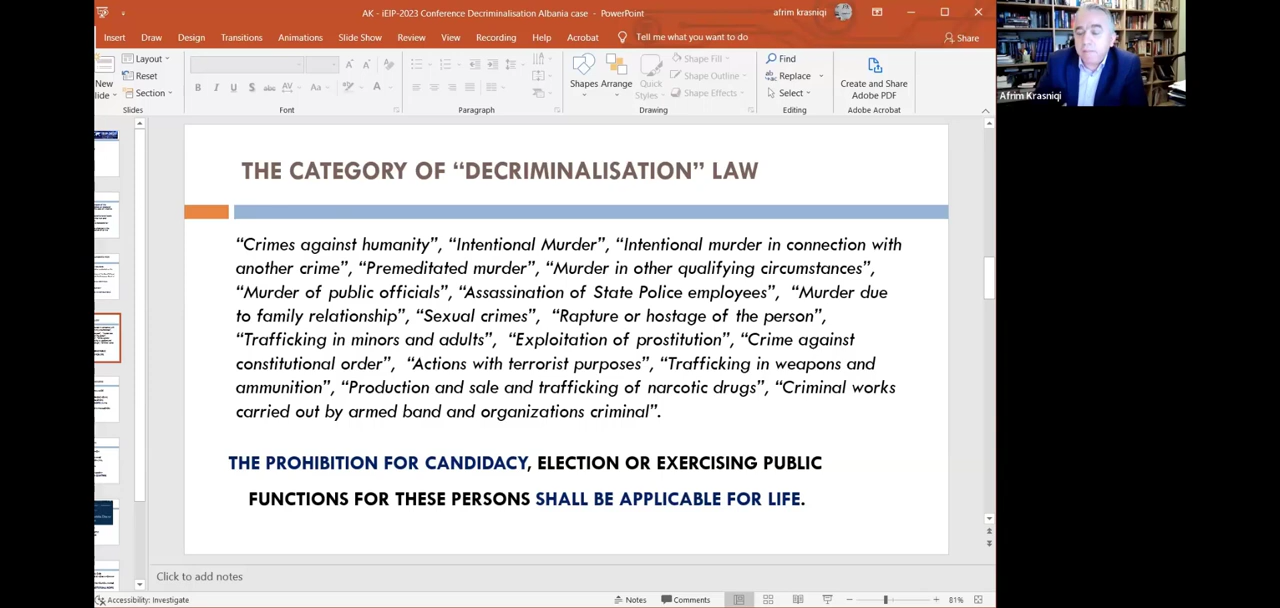 AK - iEIP-2023 Conference Decriminalisation Albania case - PowerPoint
afrim krasniqi
Insert Draw Design Transitions Animations Slide Show Review View Recording Help Acrobat Tell me what you want to do
Share
New
Layout
Reset
Section
Slides
Font
Paragraph
Shapes Arrange Quick
Styles
Shape Fill
Shape Outline
Shape Effects
Drawing
Find
Replace
Select
Editing
Create and Share
Adobe PDF
Adobe Acrobat
Afrim Krasniqi
THE CATEGORY OF “DECRIMINALISATION” LAW
“Crimes against humanity”, “Intentional Murder”, “Intentional murder in connection with
another crime”, “Premeditated murder”, “Murder in other qualifying circumstances”,
“Murder of public officials”, “Assassination of State Police employees”, “Murder due
to family relationship”, “Sexual crimes”, “Rapture or hostage of the person”,
“Trafficking in minors and adults”, “Exploitation of prostitution”, “Crime against
constitutional order”, “Actions with terrorist purposes”, “Trafficking in weapons and
ammunition”, “Production and sale and trafficking of narcotic drugs”, “Criminal works
carried out by armed band and organizations criminal”.
THE PROHIBITION FOR CANDIDACY, ELECTION OR EXERCISING PUBLIC
FUNCTIONS FOR THESE PERSONS SHALL BE APPLICABLE FOR LIFE.
Click to add notes
Accessibility: Investigate
Notes
Comments
81%